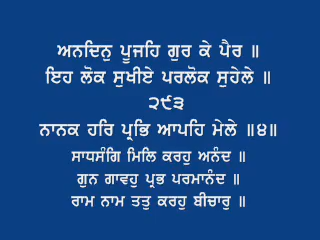 ਅਨਦਿਨੁ ਪੂਜਹਿ ਗੁਰ ਕੇ ਪੈਰ ॥
ਇਹ ਲੋਕ ਸੁਖੀਏ ਪਰਲੋਕ ਸੁਹੇਲੇ ॥
੨੯੩
ਨਾਨਕ ਹਰਿ ਪ੍ਰਭਿ ਆਪਹਿ ਮੇਲੇ ॥੪॥
ਸਾਧਸੰਗਿ ਮਿਲਿ ਕਰਹੁ ਅਨੰਦ ॥
ਗੁਨ ਗਾਵਹੁ ਪ੍ਰਭ ਪਰਮਾਨੰਦ ॥
ਰਾਮ ਨਾਮ ਤਤੁ ਕਰਹੁ ਬੀਚਾਰੁ ॥